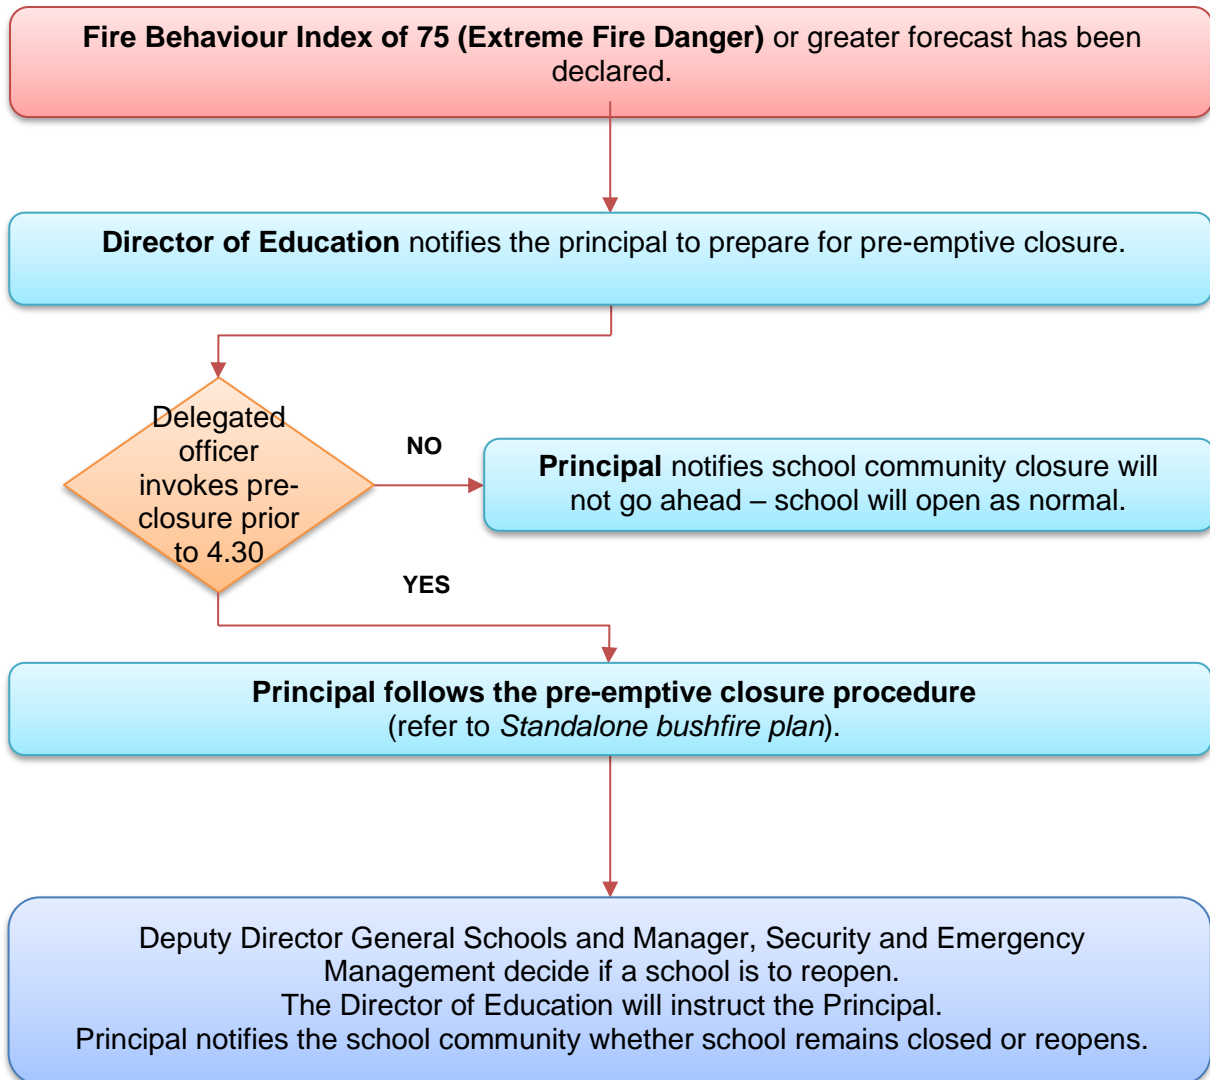 Fire Behaviour Index of 75 (Extreme Fire Danger) or greater forecast has been
declared.
Director of Education notifies the principal to prepare for pre-emptive closure.
Delegated
officer
invokes pre-
closure prior
to 4.30
NO
Principal notifies school community closure will
not go ahead – school will open as normal.
YES
Principal follows the pre-emptive closure procedure
(refer to Standalone bushfire plan).
Deputy Director General Schools and Manager, Security and Emergency
Management decide if a school is to reopen.
The Director of Education will instruct the Principal.
Principal notifies the school community whether school remains closed or reopens.